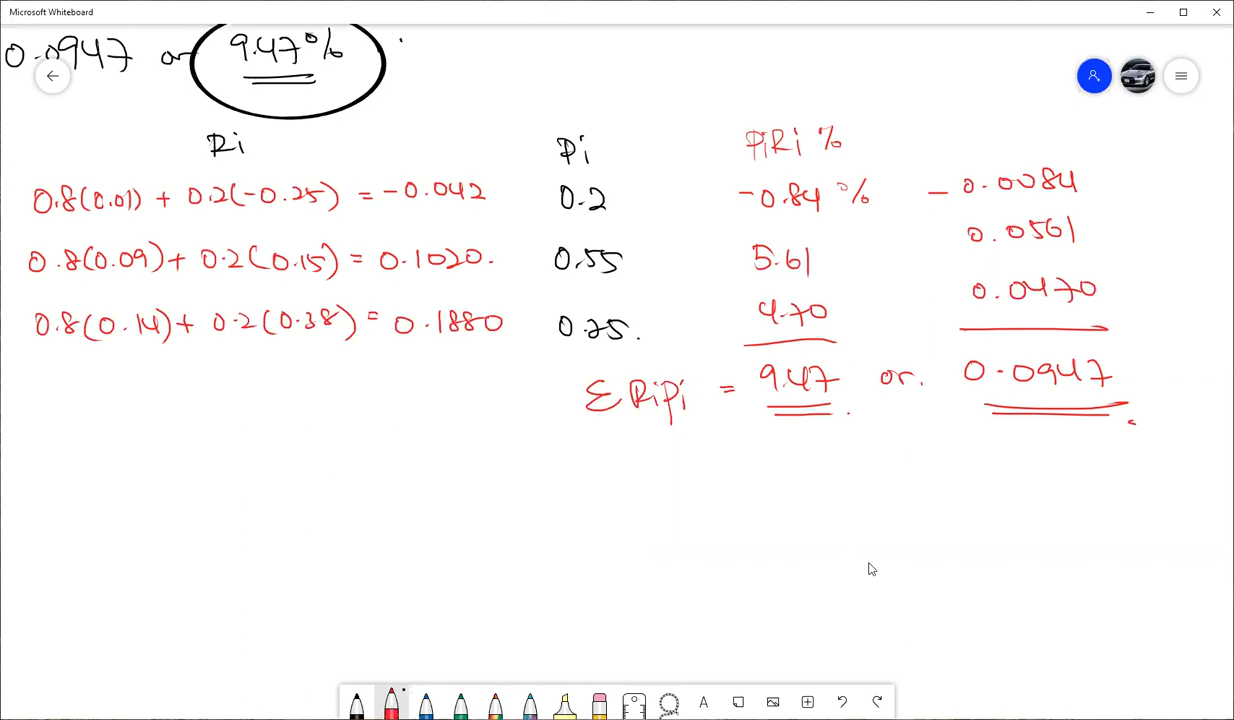 Microsoft Whiteboard
0.0947 or 9.47%
Ri Pi PiRi %
0.8(0.01) + 0.2(-0.25) = -0.042 0.2 -0.84 % - 0.0084
0.8(0.09) + 0.2(0.15) = 0.1020. 0.55 5.61 0.0561
0.8(0.14) + 0.2(0.38) = 0.1880 0.25. 4.70 0.0470
Σ RiPi = 9.47 or. 0.0947
A